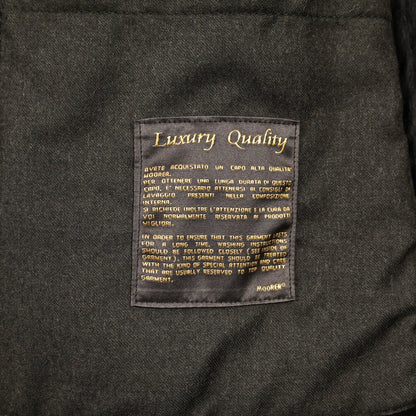 Luxury Quality
AVETE ACQUISTATO UN CAPO ALTA QUALITA'
MOORER.
PER OTTENERE UNA LUNGA DURATA DI QUESTO
CAPO, E' NECESSARIO ATTENERSI AI CONSIGLI DI
LAVAGGIO PRESENTI NELLA COMPOSIZIONE
INTERNA.
SI RICHIEDE INOLTRE L'ATTENZIONE E LA CURA DA
VOI NORMALMENTE RISERVATA AI PRODOTTI
MIGLIORI.
IN ORDER TO ENSURE THAT THIS GARMENT LASTS
FOR A LONG TIME, WASHING INSTRUCTIONS
SHOULD BE FOLLOWED CLOSELY (SEE INSIDE OF
GARMENT). THIS GARMENT SHOULD BE TREATED
WITH THE KIND OF SPECIAL ATTENTION AND CARE
THAT ARE USUALLY RESERVED TO TOP QUALITY
GARMENT.
MOORER®